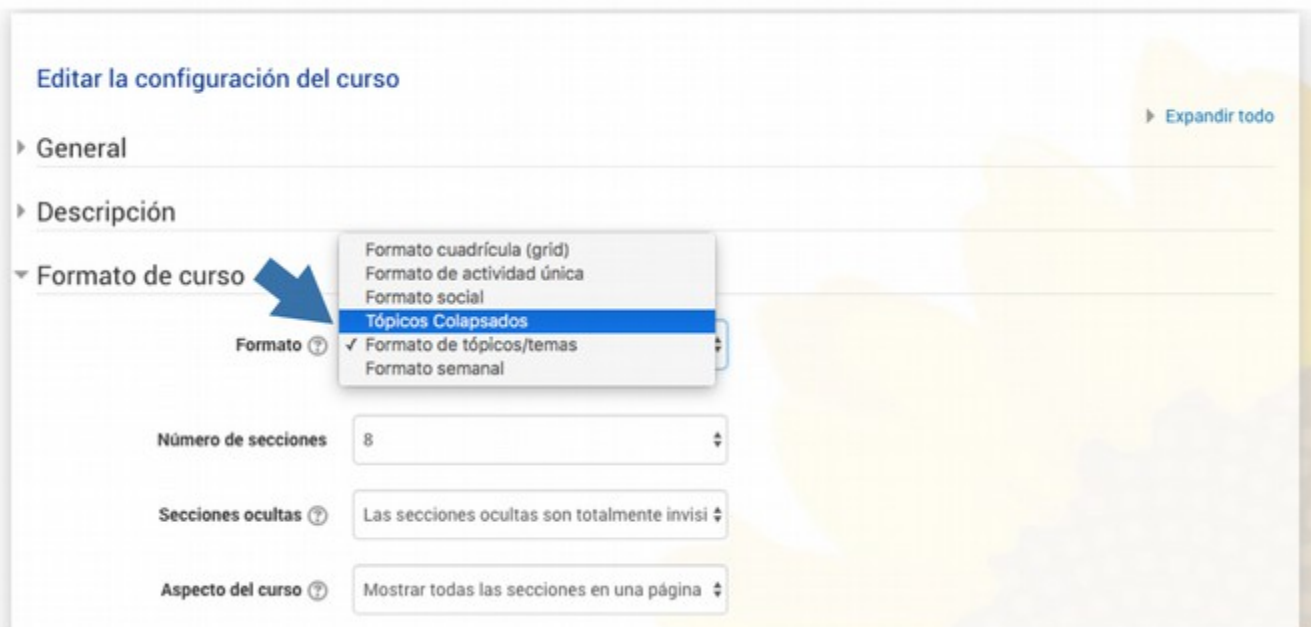 Editar la configuración del curso
Expandir todo
General
Descripción
Formato de curso
Formato cuadrícula (grid)
Formato de actividad única
Formato social
Tópicos Colapsados
Formato ✓ Formato de tópicos/temas
Formato semanal
Número de secciones 8
Secciones ocultas Las secciones ocultas son totalmente invisi
Aspecto del curso Mostrar todas las secciones en una página